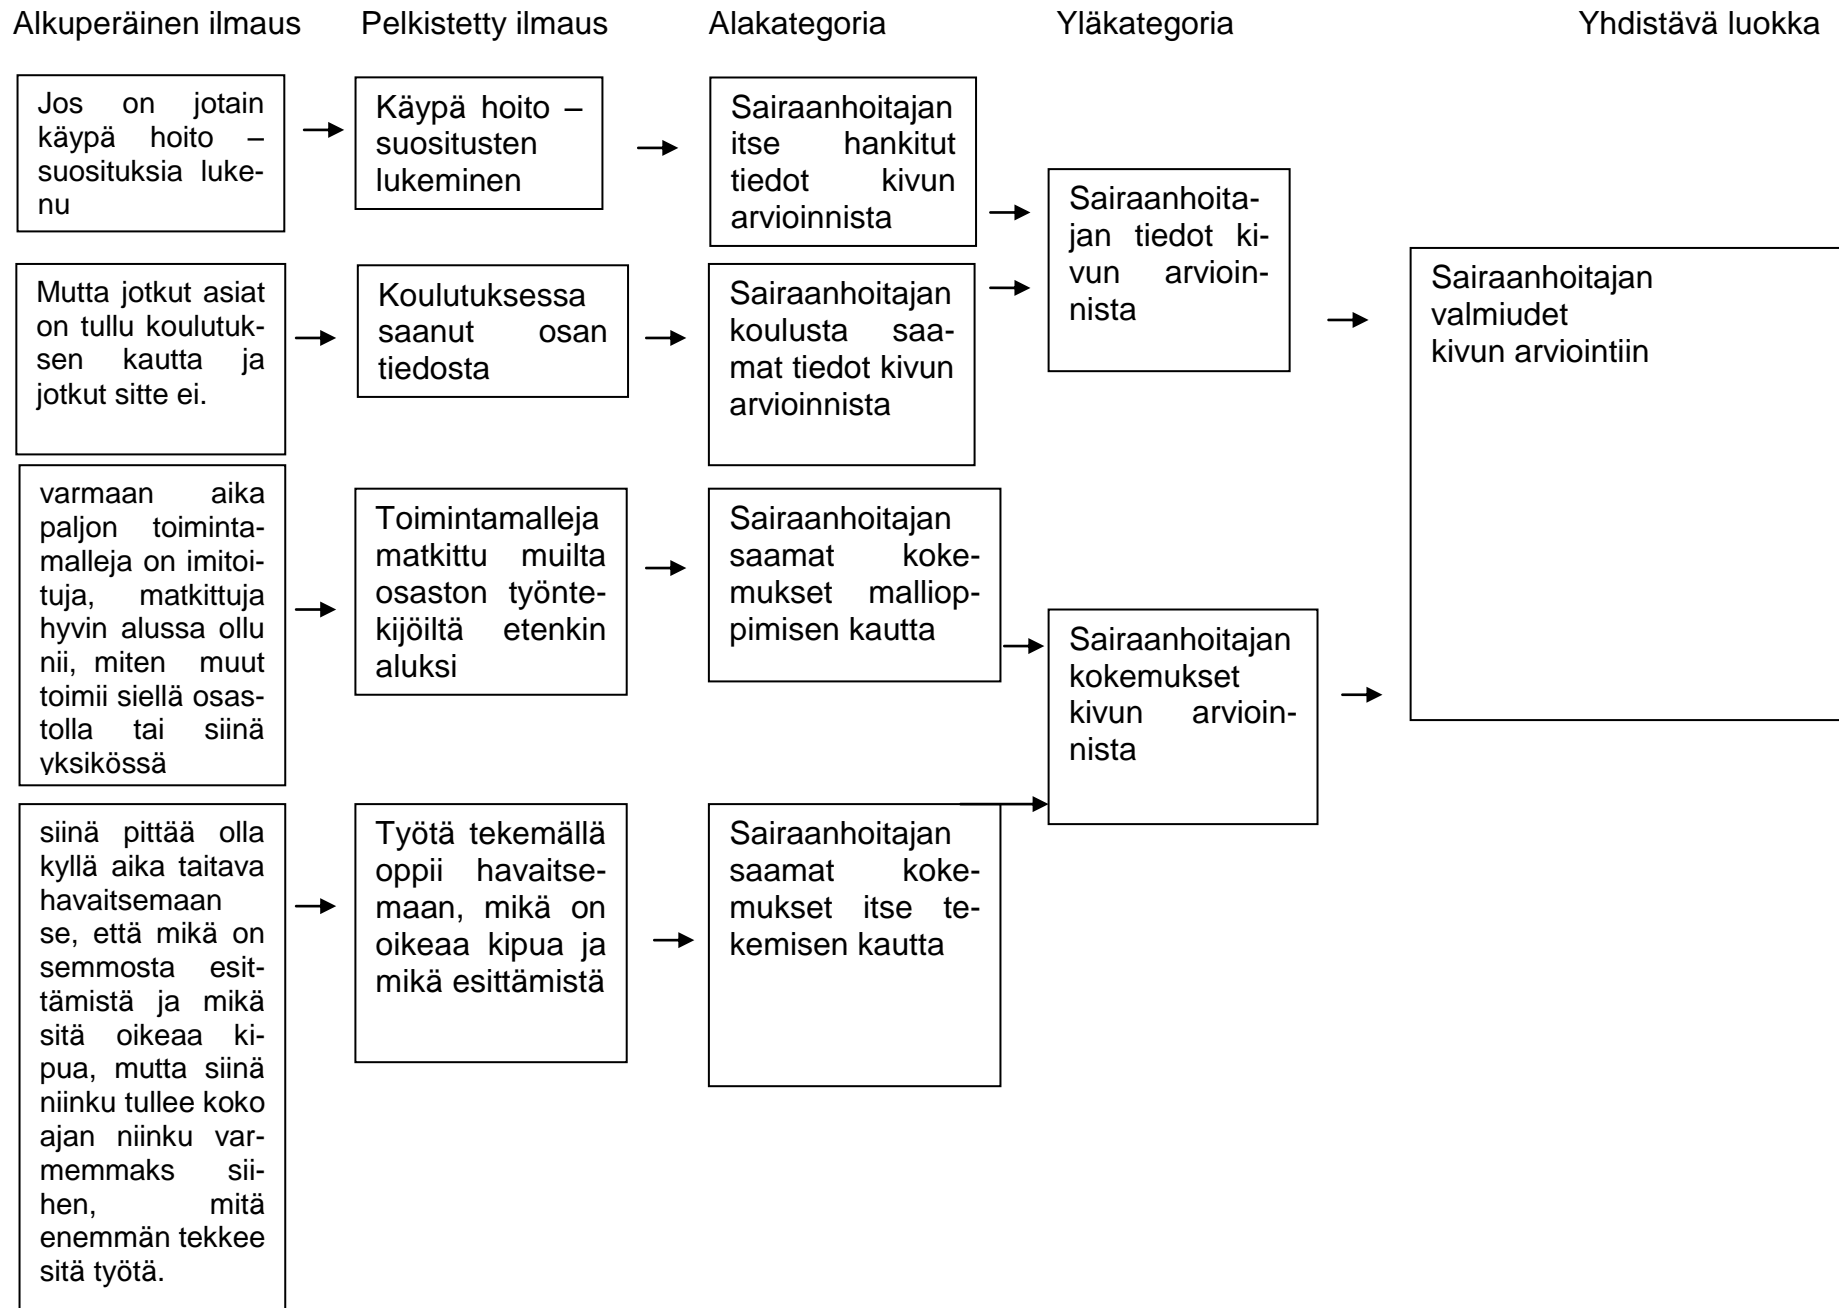 Alkuperäinen ilmaus
Pelkistetty ilmaus
Alakategoria
Yläkategoria
Yhdistävä luokka
Jos on jotain
käypä hoito –
suosituksia luke-
nu
Käypä hoito –
suositusten
lukeminen
Sairaanhoitajan
itse hankitut
tiedot kivun
arvioinnista
Mutta jotkut asiat
on tullu koulutuk-
sen kautta ja
jotkut sitte ei.
Koulutuksessa
saanut osan
tiedosta
Sairaanhoitajan
koulusta saa-
mat tiedot kivun
arvioinnista
Sairaanhoita-
jan tiedot ki-
vun arvioin-
nista
varmaan aika
paljon toiminta-
malleja on imitoi-
tuja, matkittuja
hyvin alussa ollu
nii, miten muut
toimii siellä osas-
tolla tai siinä
yksikössä
Toimintamalleja
matkittu muilta
osaston työnte-
kijöiltä etenkin
aluksi
Sairaanhoitajan
saamat koke-
mukset malliop-
pimisen kautta
siinä pittää olla
kyllä aika taitava
havaitsemaan
se, että mikä on
semmosta esit-
tämistä ja mikä
sitä oikeaa ki-
pua, mutta siinä
niinku tullee koko
ajan niinku var-
memmaks sii-
hen, mitä
enemmän tekkee
sitä työtä.
Työtä tekemällä
oppii havaitse-
maan, mikä on
oikeaa kipua ja
mikä esittämistä
Sairaanhoitajan
saamat koke-
mukset itse te-
kemisen kautta
Sairaanhoitajan
kokemukset
kivun arvioin-
nista
Sairaanhoitajan
valmiudet
kivun arviointiin